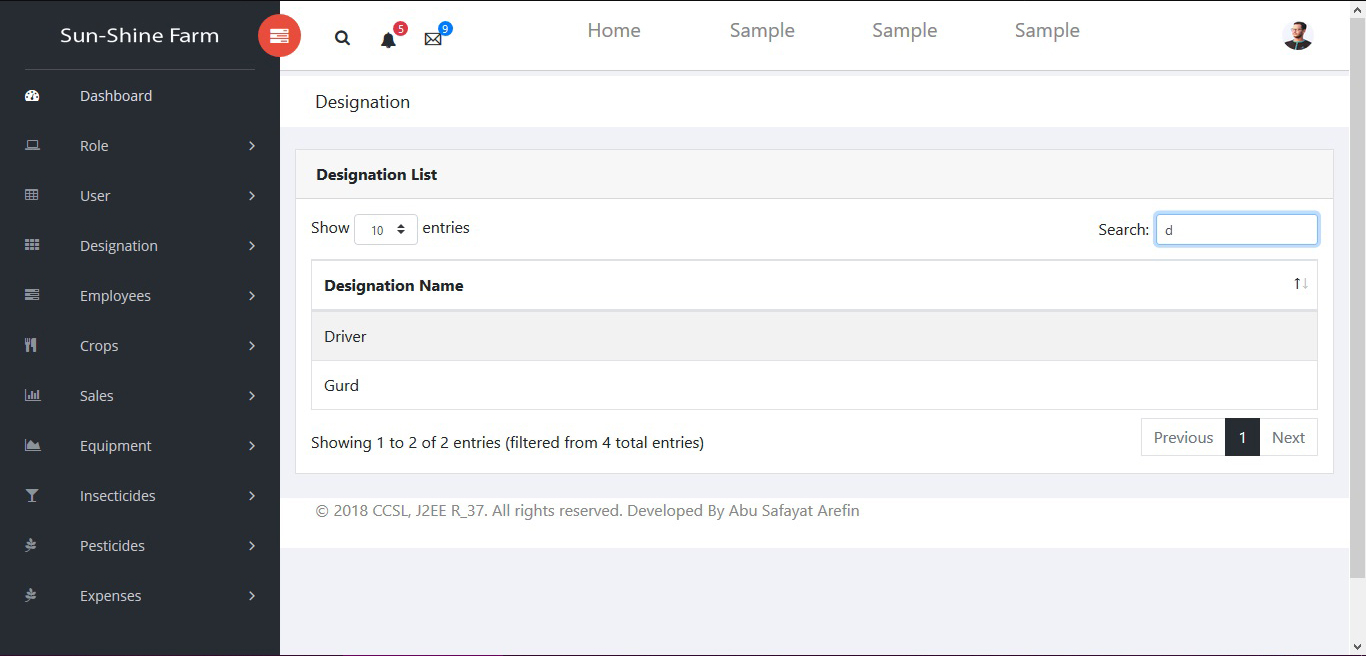 Sun-Shine Farm
5
9
Home
Sample
Sample
Sample
Dashboard
Role
User
Designation
Employees
Crops
Sales
Equipment
Insecticides
Pesticides
Expenses
Designation
Designation List
Show 10 entries
Search: d
Designation Name
Driver
Gurd
Showing 1 to 2 of 2 entries (filtered from 4 total entries)
Previous 1 Next
© 2018 CCSL, J2EE R_37. All rights reserved. Developed By Abu Safayat Arefin